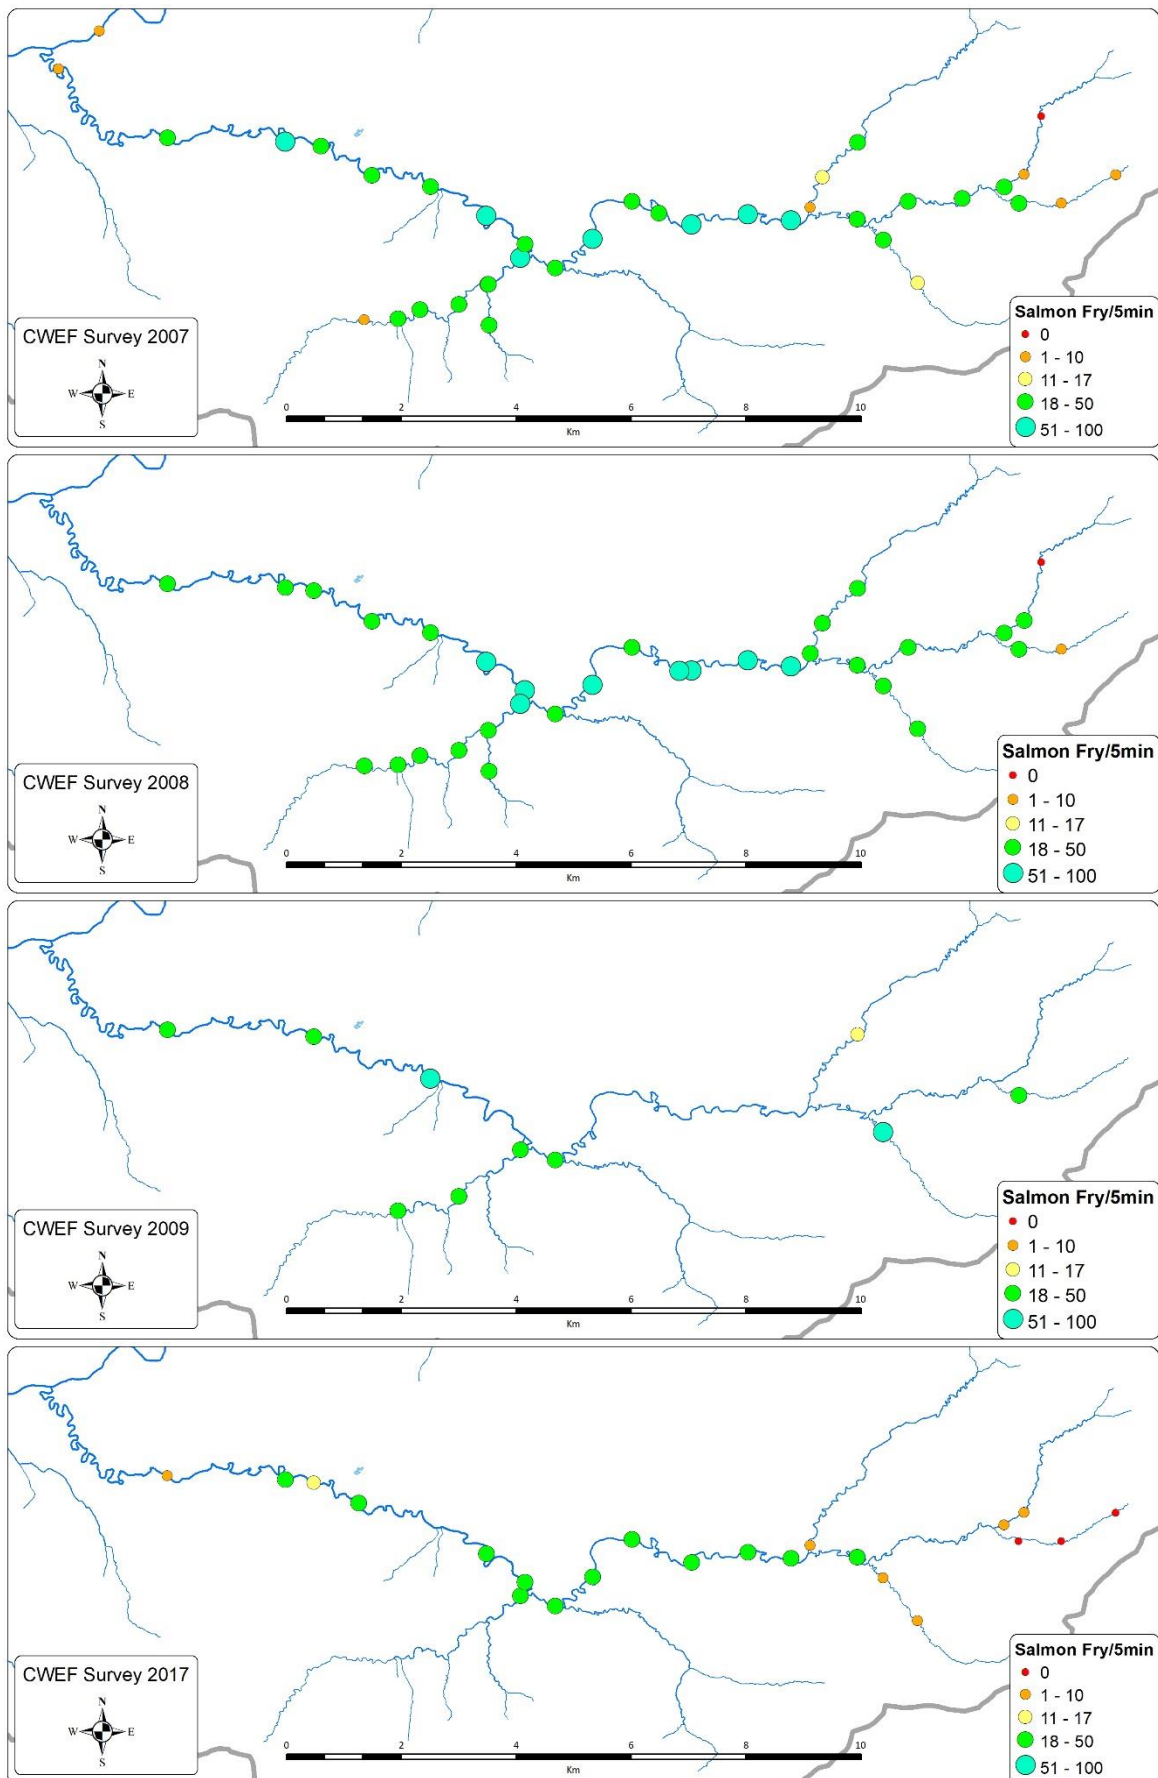 CWEF Survey 2007
N
W E
S
0 2 4 6 8 10
Km
Salmon Fry/5min
0
1 - 10
11 - 17
18 - 50
51 - 100
CWEF Survey 2008
N
W E
S
0 2 4 6 8 10
Km
Salmon Fry/5min
0
1 - 10
11 - 17
18 - 50
51 - 100
CWEF Survey 2009
N
W E
S
0 2 4 6 8 10
Km
Salmon Fry/5min
0
1 - 10
11 - 17
18 - 50
51 - 100
CWEF Survey 2017
N
W E
S
0 2 4 6 8 10
Km
Salmon Fry/5min
0
1 - 10
11 - 17
18 - 50
51 - 100